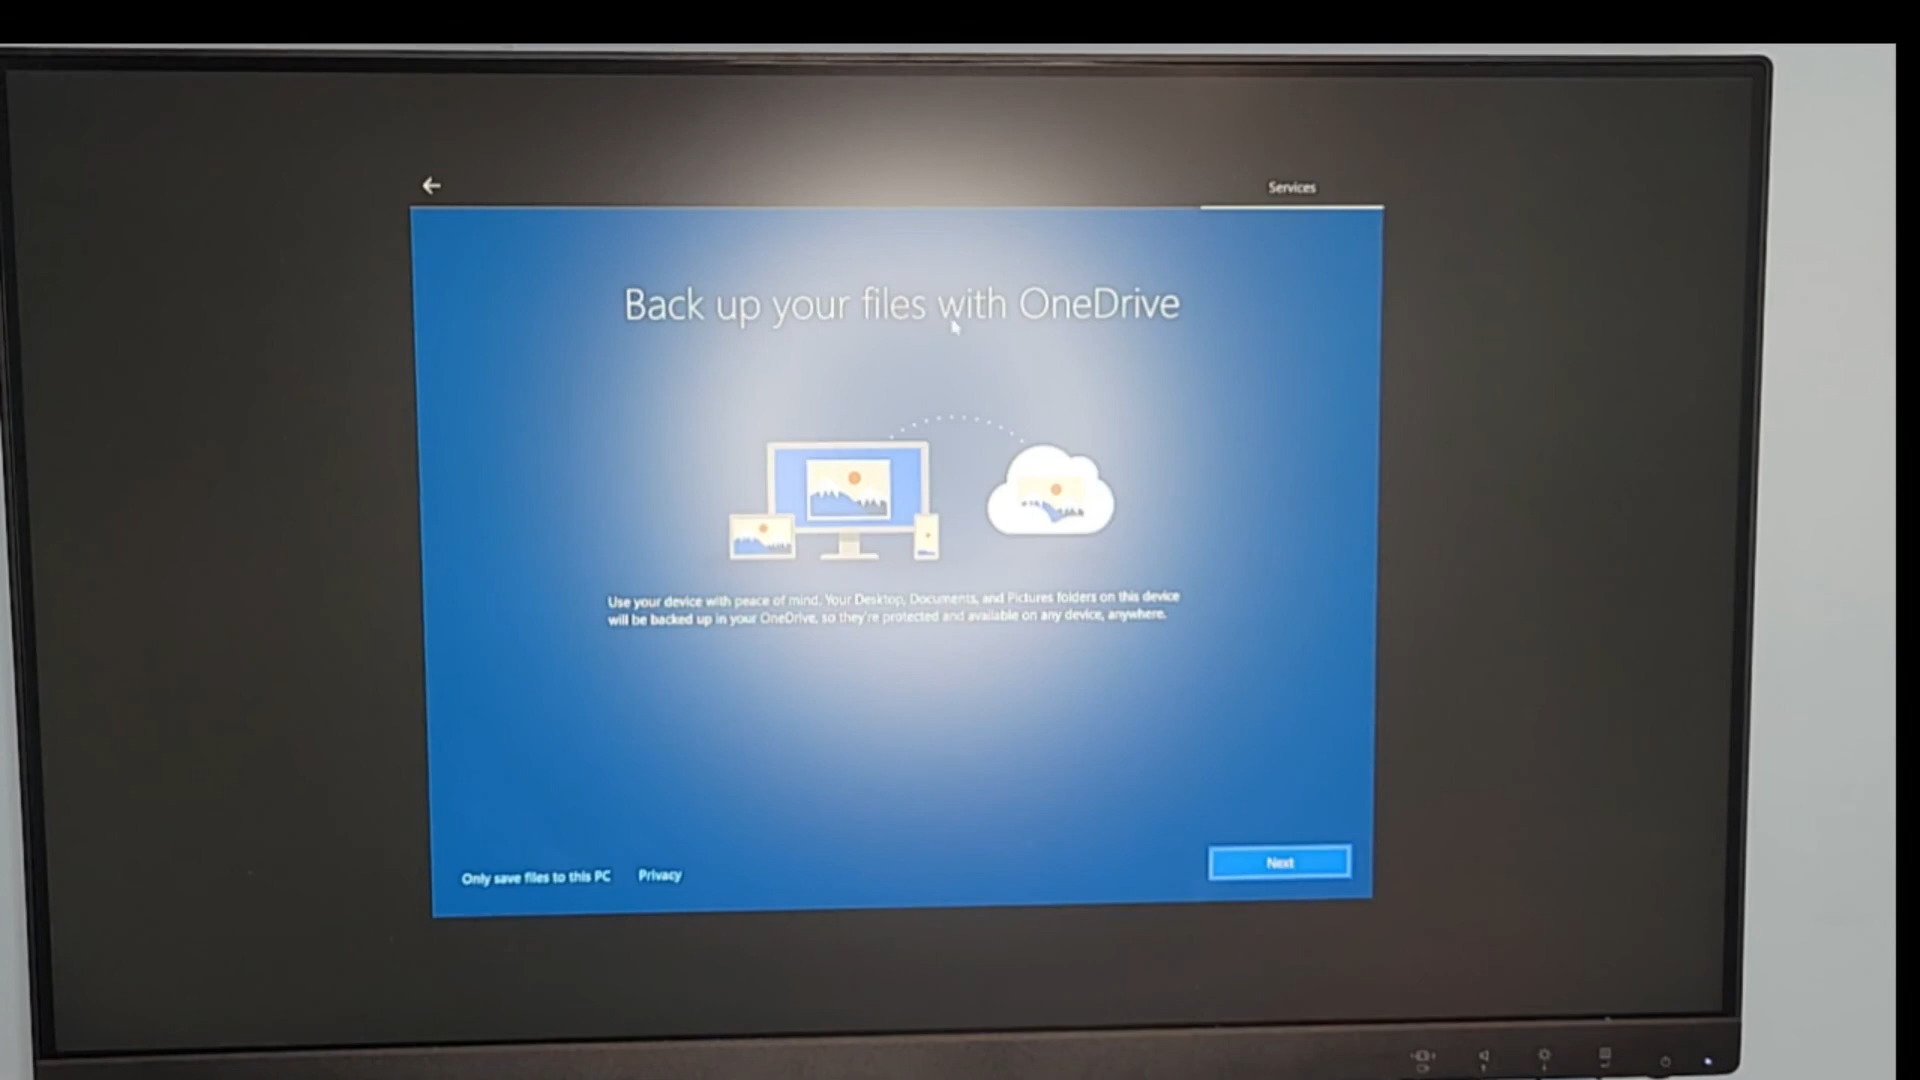 Services
Back up your files with OneDrive
Use your device with peace of mind. Your Desktop, Documents, and Pictures folders on this device
will be backed up in your OneDrive, so they're protected and available on any device, anywhere.
Only save files to this PC Privacy
Next